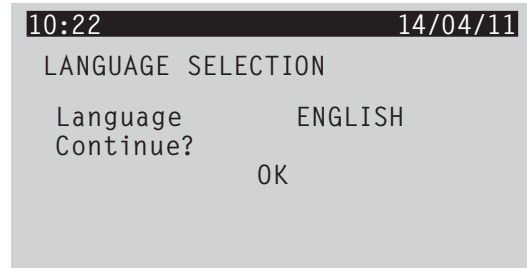 10:22 14/04/11
LANGUAGE SELECTION
Language ENGLISH
Continue?
OK